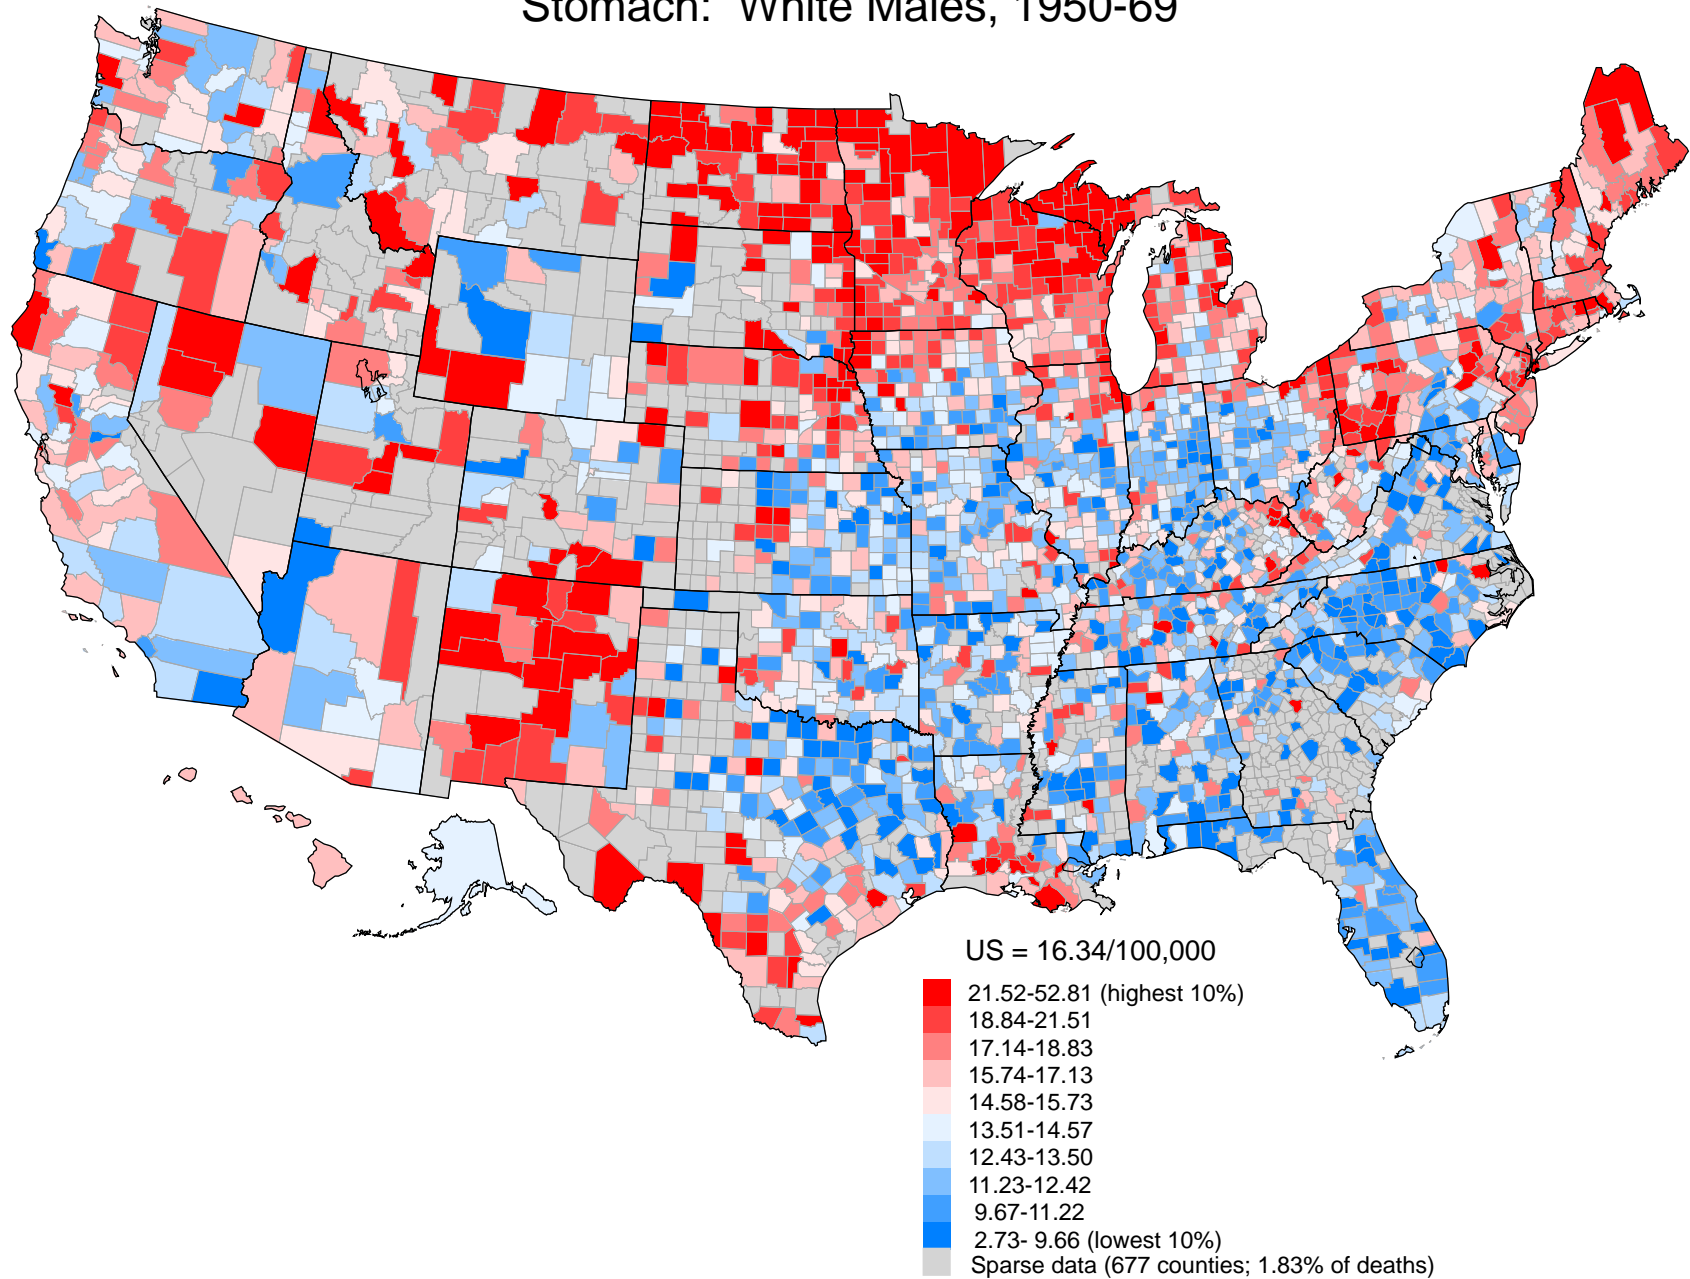 Stomach: White Males, 1950-69
US = 16.34/100,000
21.52-52.81 (highest 10%)
18.84-21.51
17.14-18.83
15.74-17.13
14.58-15.73
13.51-14.57
12.43-13.50
11.23-12.42
9.67-11.22
2.73- 9.66 (lowest 10%)
Sparse data (677 counties; 1.83% of deaths)